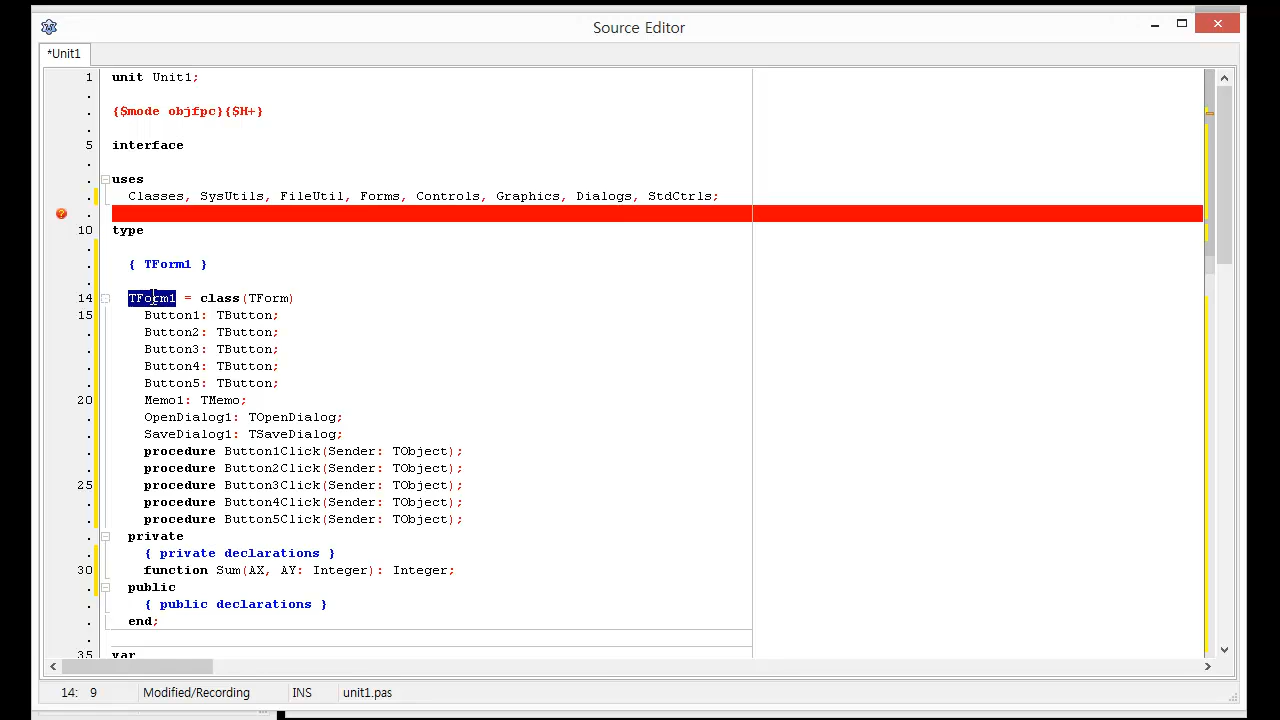 Source Editor
*Unit1
1 unit Unit1;
.
. {$mode objfpc}{$H+}
.
5 interface
.
. uses
. Classes, SysUtils, FileUtil, Forms, Controls, Graphics, Dialogs, StdCtrls;
? .
10 type
.
. { TForm1 }
.
14 TForm1 = class(TForm)
15 Button1: TButton;
. Button2: TButton;
. Button3: TButton;
. Button4: TButton;
. Button5: TButton;
20 Memo1: TMemo;
. OpenDialog1: TOpenDialog;
. SaveDialog1: TSaveDialog;
. procedure Button1Click(Sender: TObject);
. procedure Button2Click(Sender: TObject);
25 procedure Button3Click(Sender: TObject);
. procedure Button4Click(Sender: TObject);
. procedure Button5Click(Sender: TObject);
. private
. { private declarations }
30 function Sum(AX, AY: Integer): Integer;
. public
. { public declarations }
. end;
.
35 var
14: 9 Modified/Recording INS unit1.pas